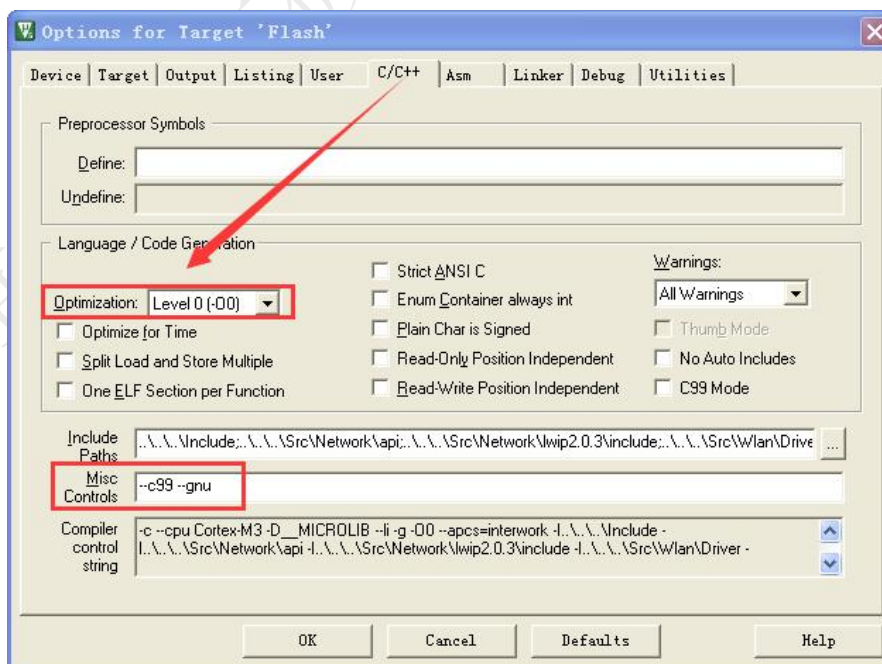 Options for Target 'Flash'
Device Target Output Listing User C/C++ Asm Linker Debug Utilities
Preprocessor Symbols
Define:
Undefine:
Language / Code Generation
Optimization: Level 0 (-O0)
Optimize for Time
Split Load and Store Multiple
One ELF Section per Function
Strict ANSI C
Enum Container always int
Plain Char is Signed
Read-Only Position Independent
Read-Write Position Independent
Warnings:
All Warnings
Thumb Mode
No Auto Includes
C99 Mode
Include Paths
..\..\..\Include;..\..\..\Src\Network\api;..\..\..\Src\Network\lwip2.0.3\include;..\..\..\Src\Wlan\Drive ...
Misc Controls
--c99 --gnu
Compiler control string
-c --cpu Cortex-M3 -D__MICROLIB --li -g -O0 --apcs=interwork -I..\..\..\Include -
I..\..\..\Src\Network\api -I..\..\..\Src\Network\lwip2.0.3\include -I..\..\..\Src\Wlan\Driver -
OK Cancel Defaults Help